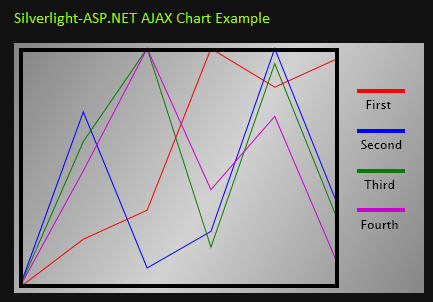 Silverlight-ASP.NET AJAX Chart Example
First
Second
Third
Fourth